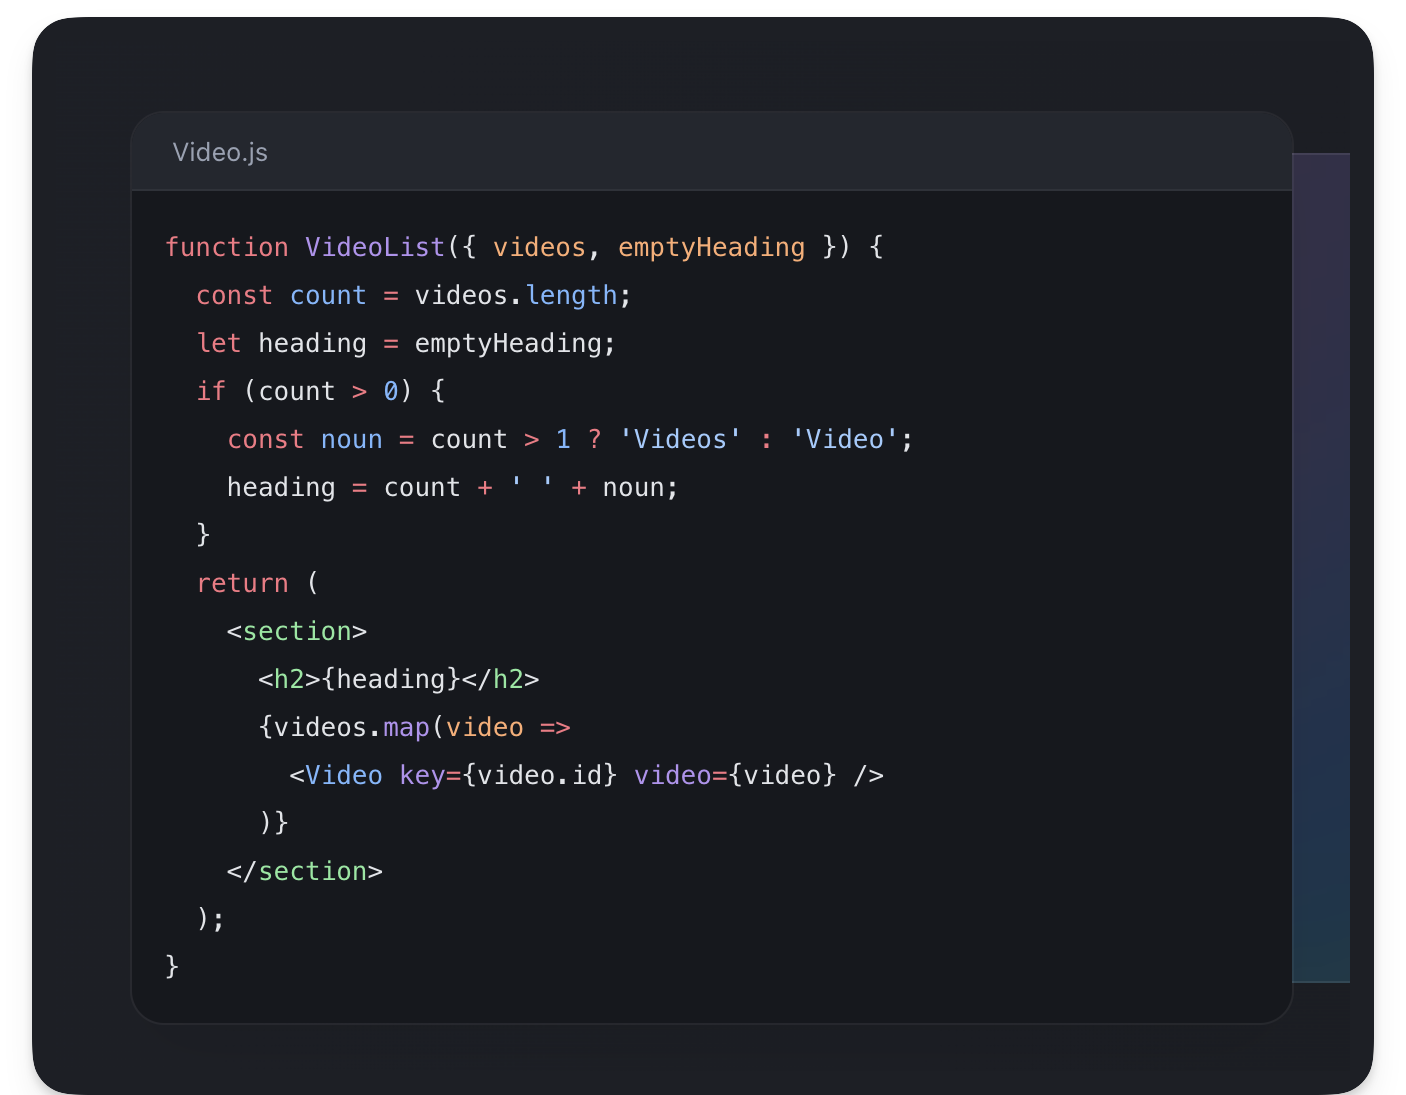 Video.js
function VideoList({ videos, emptyHeading }) {
  const count = videos.length;
  let heading = emptyHeading;
  if (count > 0) {
    const noun = count > 1 ? 'Videos' : 'Video';
    heading = count + ' ' + noun;
  }
  return (
    <section>
      <h2>{heading}</h2>
      {videos.map(video =>
        <Video key={video.id} video={video} />
      )}
    </section>
  );
}